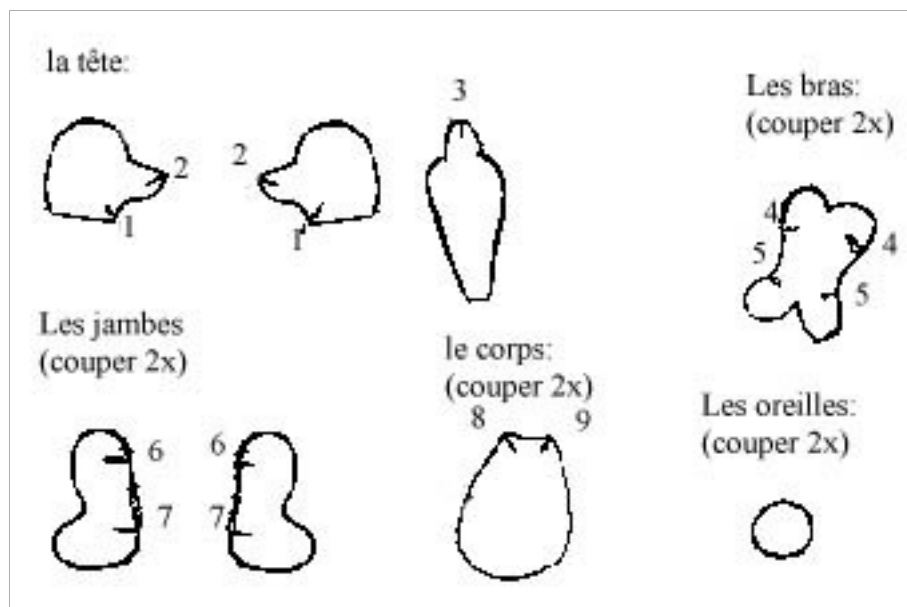 la tête:
3
Les bras:
(couper 2x)
2
2
1
1
4
4
5
5
Les jambes
(couper 2x)
le corps:
(couper 2x)
8
9
Les oreilles:
(couper 2x)
6
6
7
7